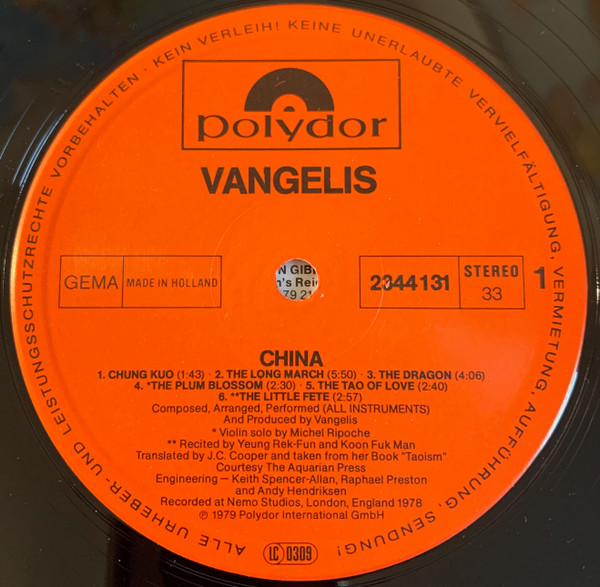 ALLE URHEBER- UND LEISTUNGSSCHUTZRECHTE VORBEHALTEN · KEIN VERLEIH! KEINE UNERLAUBTE VERVIELFÄLTIGUNG, VERMIETUNG, AUFFÜHRUNG, SENDUNG!
polydor
VANGELIS
GEMA MADE IN HOLLAND
2344131 STEREO 33 1
CHINA
1. CHUNG KUO (1:43) · 2. THE LONG MARCH (5:50) · 3. THE DRAGON (4:06)
4. *THE PLUM BLOSSOM (2:30) · 5. THE TAO OF LOVE (2:40)
6. **THE LITTLE FETE (2:57)
Composed, Arranged, Performed (ALL INSTRUMENTS)
And Produced by Vangelis
* Violin solo by Michel Ripoche
** Recited by Yeung Rek-Fun and Koon Fuk Man
Translated by J.C. Cooper and taken from her Book "Taoism"
Courtesy The Aquarian Press
Engineering — Keith Spencer-Allan, Raphael Preston
and Andy Hendriksen
Recorded at Nemo Studios, London, England 1978
℗ 1979 Polydor International GmbH
LC 0309